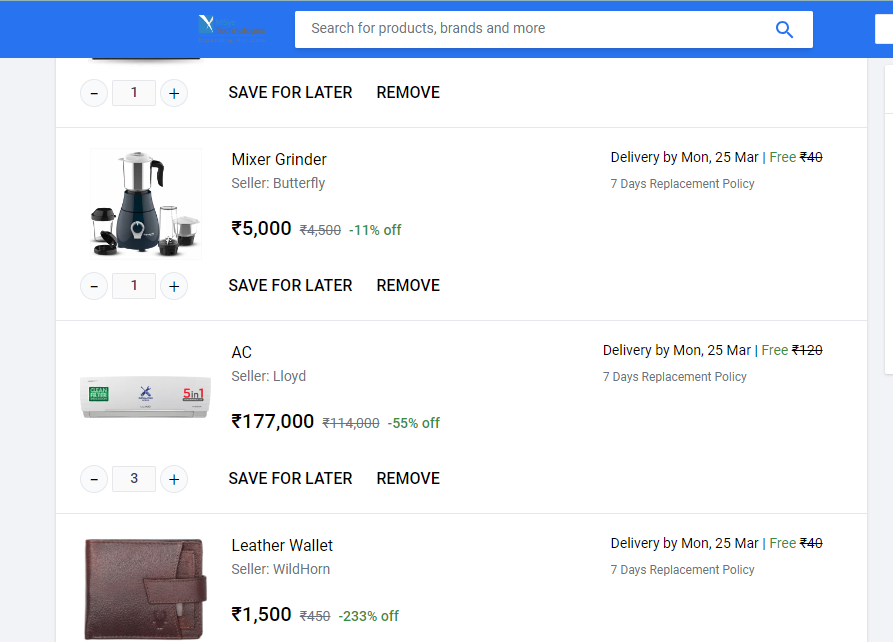 Search for products, brands and more
− 1 + SAVE FOR LATER REMOVE
Mixer Grinder
Seller: Butterfly
₹5,000 ₹4,500 -11% off
Delivery by Mon, 25 Mar | Free ₹40
7 Days Replacement Policy
− 1 + SAVE FOR LATER REMOVE
AC
Seller: Lloyd
₹177,000 ₹114,000 -55% off
Delivery by Mon, 25 Mar | Free ₹120
7 Days Replacement Policy
CLEAN
FILTER
5in1
− 3 + SAVE FOR LATER REMOVE
Leather Wallet
Seller: WildHorn
₹1,500 ₹450 -233% off
Delivery by Mon, 25 Mar | Free ₹40
7 Days Replacement Policy